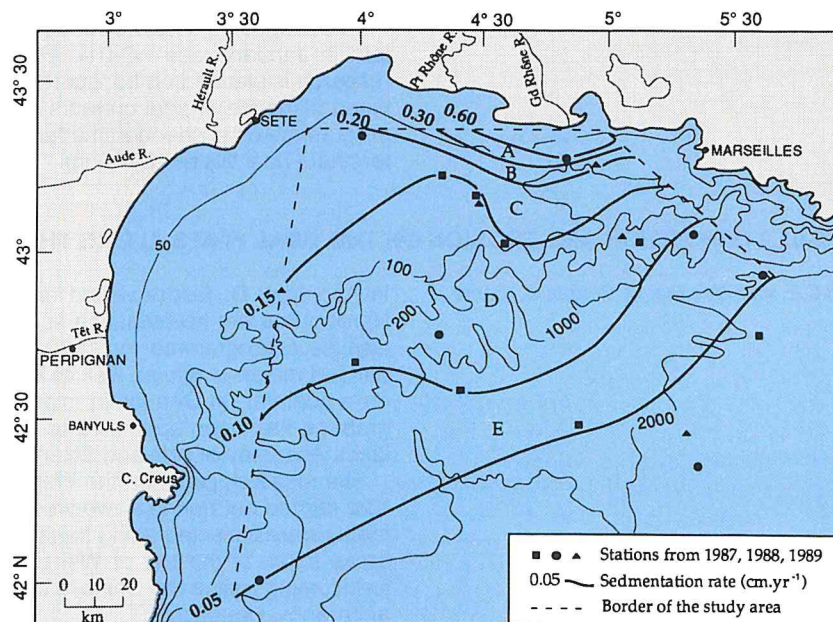 3°
3° 30
4°
4° 30
5°
5° 30
43° 30
43°
42° 30
42° N
Hérault R.
Pt Rhône R.
Gd Rhône R.
SETE
Aude R.
MARSEILLES
0.20
0.30
0.60
A
B
C
50
100
0.15
D
200
1000
Têt R.
PERPIGNAN
0.10
BANYULS
E
2000
C. Creus
0.05
0 20
km
Stations from 1987, 1988, 1989
0.05 Sedimentation rate (cm.yr⁻¹)
Border of the study area